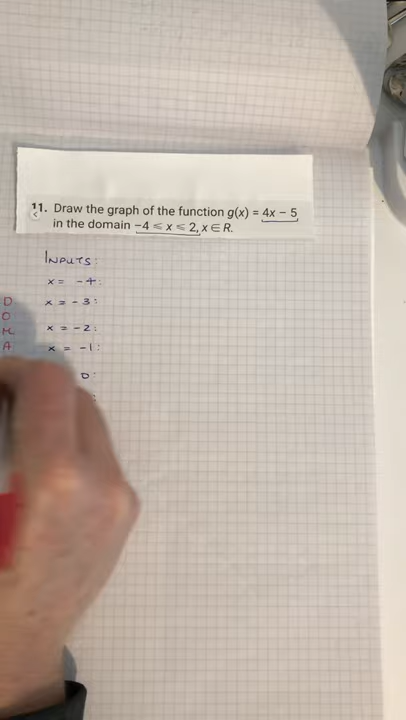 11. Draw the graph of the function g(x) = 4x − 5
in the domain −4 ⩽ x ⩽ 2, x ∈ R.
INPUTS:
x = -4:
D x = -3:
O
M x = -2:
A x = -1:
0: